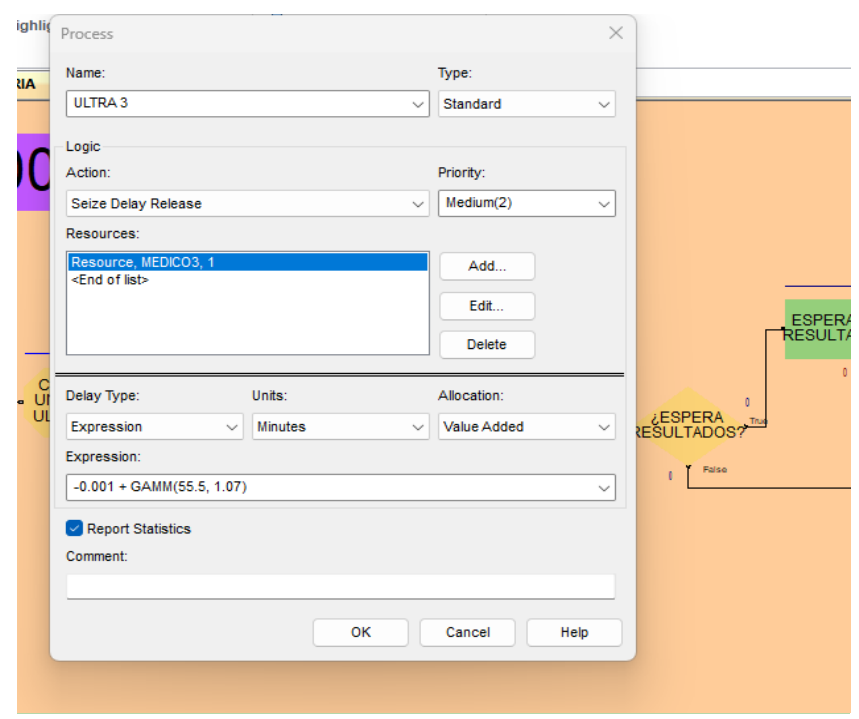 Process
RIA
Name:
Type:
ULTRA 3
Standard
Logic
Action:
Priority:
Seize Delay Release
Medium(2)
Resources:
Resource, MEDICO3, 1
<End of list>
Add...
Edit...
Delete
Delay Type:
Units:
Allocation:
Expression
Minutes
Value Added
Expression:
-0.001 + GAMM(55.5, 1.07)
Report Statistics
Comment:
OK
Cancel
Help
ESPERA
RESULTA
0
¿ESPERA
RESULTADOS?
0
True
0
False